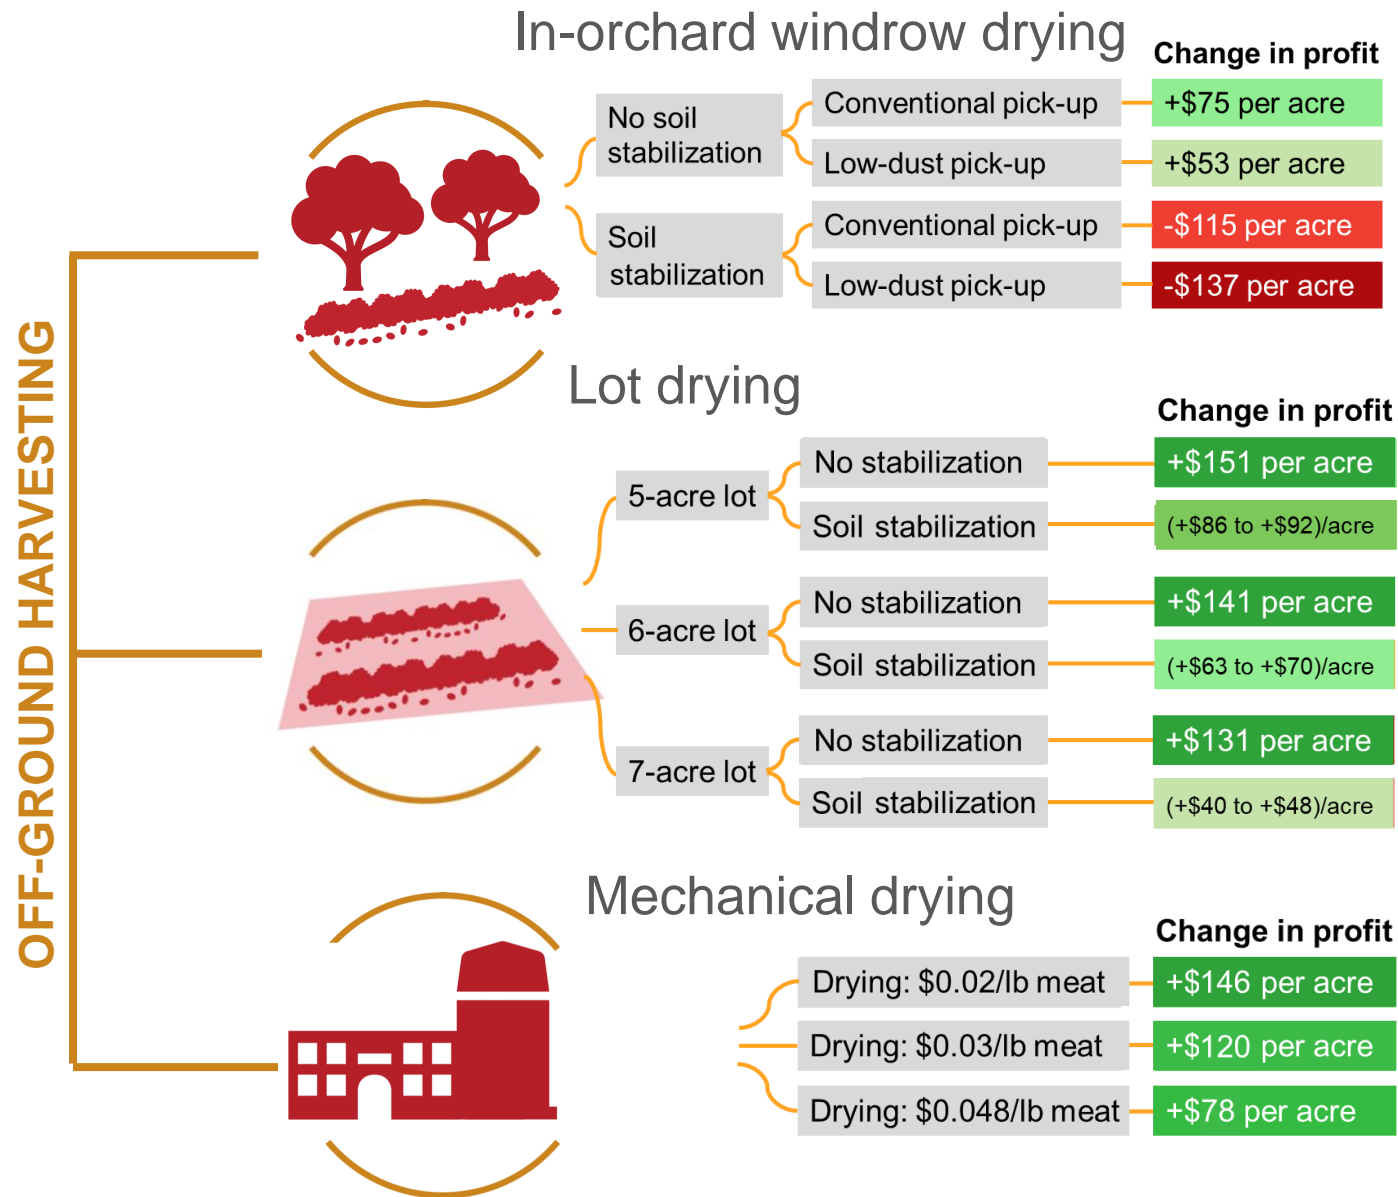 OFF-GROUND HARVESTING
In-orchard windrow drying
Change in profit
No soil
stabilization
Conventional pick-up
+$75 per acre
Low-dust pick-up
+$53 per acre
Soil
stabilization
Conventional pick-up
-$115 per acre
Low-dust pick-up
-$137 per acre
Lot drying
Change in profit
5-acre lot
No stabilization
+$151 per acre
Soil stabilization
(+$86 to +$92)/acre
6-acre lot
No stabilization
+$141 per acre
Soil stabilization
(+$63 to +$70)/acre
7-acre lot
No stabilization
+$131 per acre
Soil stabilization
(+$40 to +$48)/acre
Mechanical drying
Change in profit
Drying: $0.02/lb meat
+$146 per acre
Drying: $0.03/lb meat
+$120 per acre
Drying: $0.048/lb meat
+$78 per acre